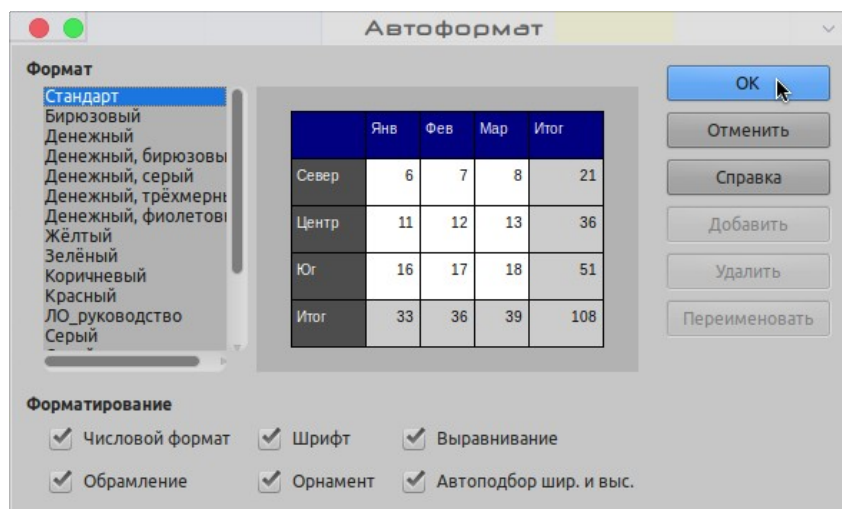 Автоформат
Формат
Стандарт
Бирюзовый
Денежный
Денежный, бирюзовы
Денежный, серый
Денежный, трёхмерн
Денежный, фиолетов
Жёлтый
Зелёный
Коричневый
Красный
ЛО_руководство
Серый
Янв Фев Мар Итог
Север 6 7 8 21
Центр 11 12 13 36
Юг 16 17 18 51
Итог 33 36 39 108
OK
Отменить
Справка
Добавить
Удалить
Переименовать
Форматирование
Числовой формат Шрифт Выравнивание
Обрамление Орнамент Автоподбор шир. и выс.